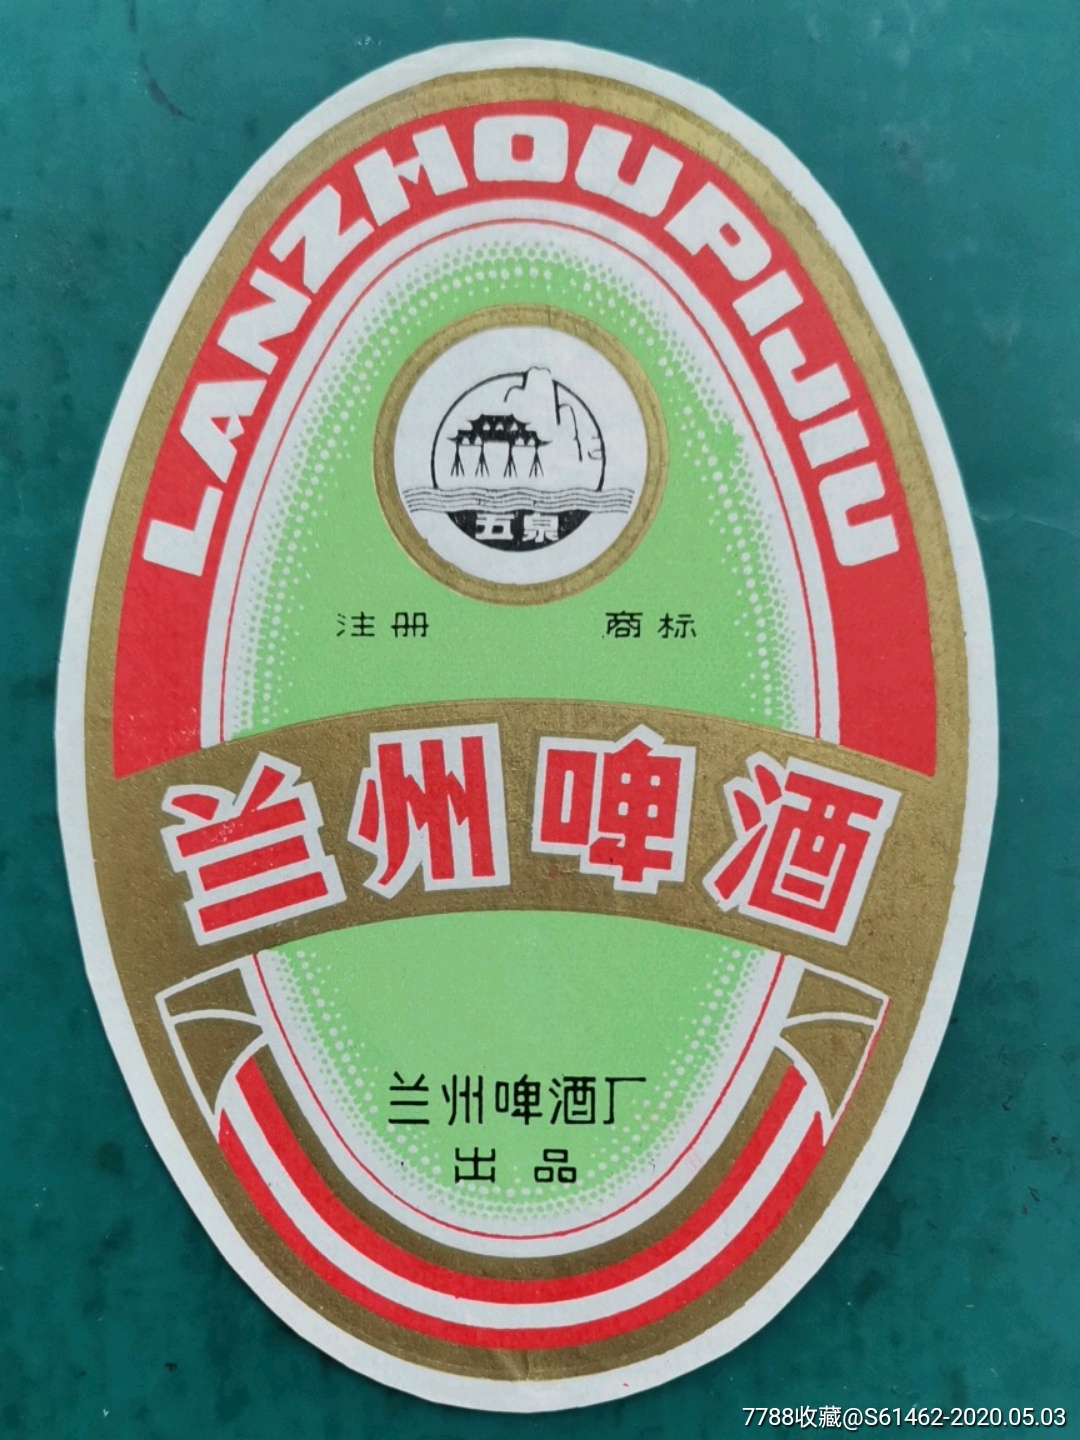 LANZHOUPIJIU
五泉
注册 商标
兰州啤酒
兰州啤酒厂
出品
7788收藏@S61462-2020.05.03